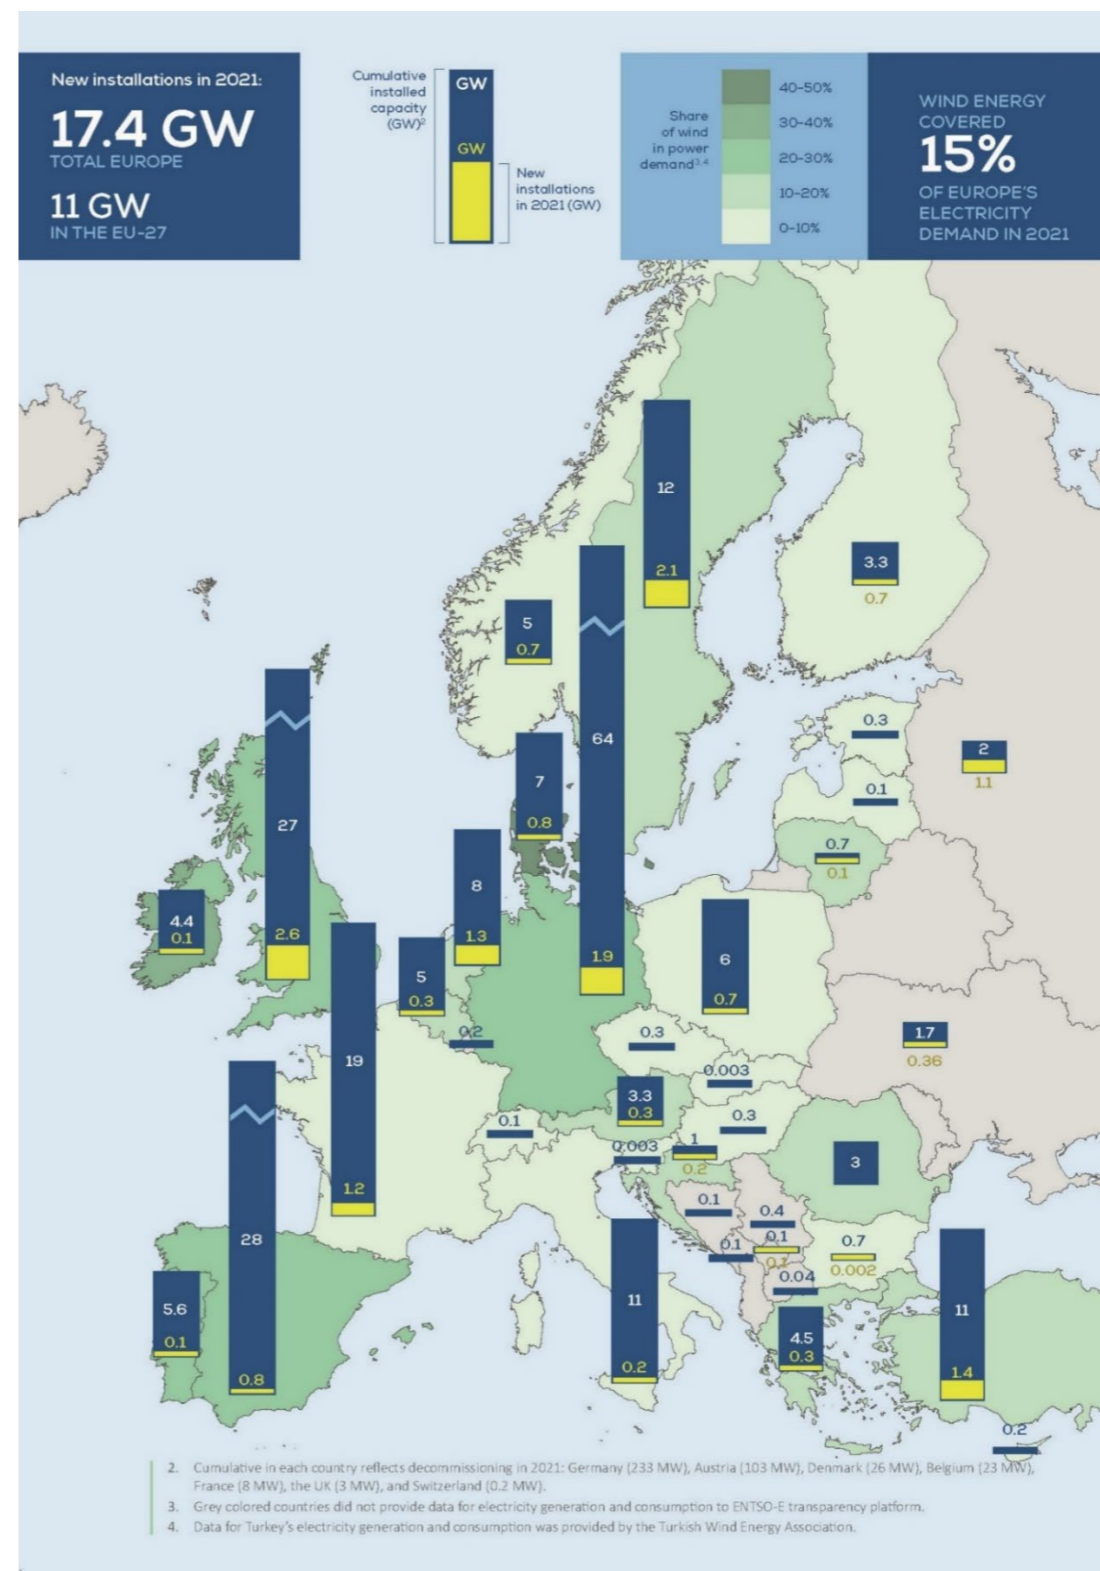 New installations in 2021:
17.4 GW
TOTAL EUROPE
11 GW
IN THE EU-27
Cumulative
installed
capacity
(GW)²
GW
GW
New
installations
in 2021 (GW)
Share
of wind
in power
demand³·⁴
40-50%
30-40%
20-30%
10-20%
0-10%
WIND ENERGY
COVERED
15%
OF EUROPE'S
ELECTRICITY
DEMAND IN 2021
12
2.1
3.3
0.7
5
0.7
64
1.9
0.3
0.1
2
1.1
0.7
0.1
7
0.8
27
2.6
8
1.3
4.4
0.1
5
0.3
6
0.7
0.2
0.3
1.7
0.36
19
1.2
0.003
3.3
0.3
0.3
0.1
0.003
1
0.2
3
28
0.8
0.1
0.4
0.1
0.1
0.1
0.7
0.002
0.04
5.6
0.1
11
0.2
4.5
0.3
11
1.4
0.2
2. Cumulative in each country reflects decommissioning in 2021: Germany (233 MW), Austria (103 MW), Denmark (26 MW), Belgium (23 MW),
France (8 MW), the UK (3 MW), and Switzerland (0.2 MW).
3. Grey colored countries did not provide data for electricity generation and consumption to ENTSO-E transparency platform.
4. Data for Turkey's electricity generation and consumption was provided by the Turkish Wind Energy Association.